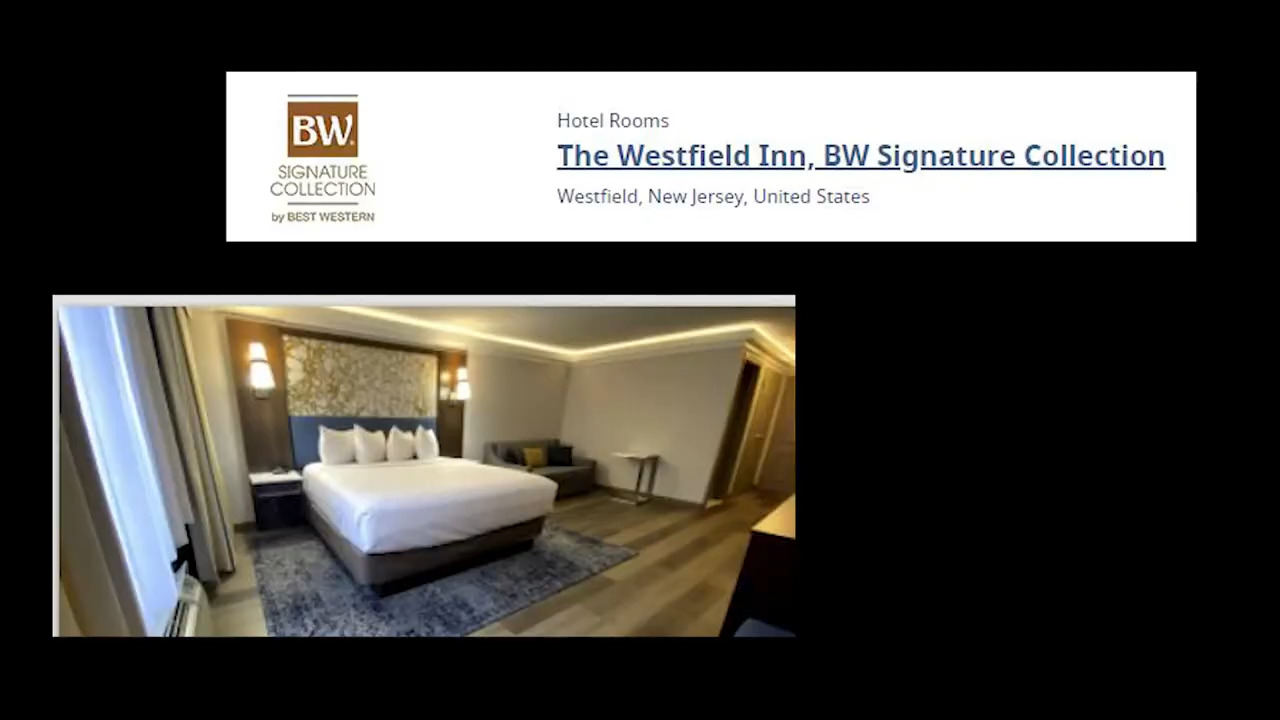 BW.
SIGNATURE
COLLECTION
by BEST WESTERN
Hotel Rooms
The Westfield Inn, BW Signature Collection
Westfield, New Jersey, United States